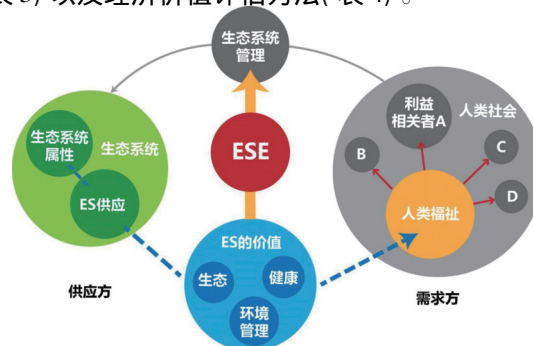 以及经济价值评估方法(表 4)。
生态系统
管理
生态系统
属性
生态系统
ES供应
ESE
利益
相关者A
人类社会
B
C
D
人类福祉
ES的价值
生态
健康
环境
管理
供应方
需求方